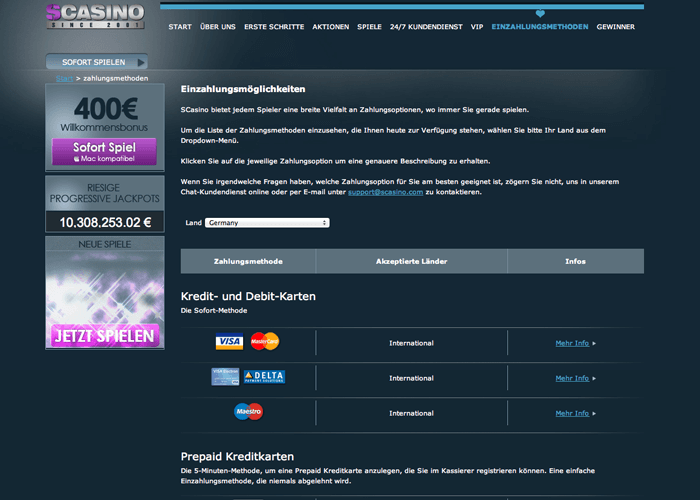 SCASINO
SINCE 2001
START ÜBER UNS ERSTE SCHRITTE AKTIONEN SPIELE 24/7 KUNDENDIENST VIP EINZAHLUNGSMETHODEN GEWINNER
SOFORT SPIELEN
Start > zahlungsmethoden
400€
Willkommensbonus
Sofort Spiel
Mac kompatibel
RIESIGE
PROGRESSIVE JACKPOTS
10,308,253.02 €
NEUE SPIELE
JETZT SPIELEN
Einzahlungsmöglichkeiten
SCasino bietet jedem Spieler eine breite Vielfalt an Zahlungsoptionen, wo immer Sie gerade spielen.
Um die Liste der Zahlungsmethoden einzusehen, die Ihnen heute zur Verfügung stehen, wählen Sie bitte Ihr Land aus dem
Dropdown-Menü.
Klicken Sie auf die jeweilige Zahlungsoption um eine genauere Beschreibung zu erhalten.
Wenn Sie irgendwelche Fragen haben, welche Zahlungsoption für Sie am besten geeignet ist, zögern Sie nicht, uns in unserem
Chat-Kundendienst online oder per E-mail unter support@scasino.com zu kontaktieren.
Land Germany
Zahlungsmethode Akzeptierte Länder Infos
Kredit- und Debit-Karten
Die Sofort-Methode
VISA MasterCard International Mehr Info
VISA Electron DELTA PAYMENT SOLUTIONS International Mehr Info
Maestro International Mehr Info
Prepaid Kreditkarten
Die 5-Minuten-Methode, um eine Prepaid Kreditkarte anzulegen, die Sie im Kassierer registrieren können. Eine einfache
Einzahlungsmethode, die niemals abgelehnt wird.